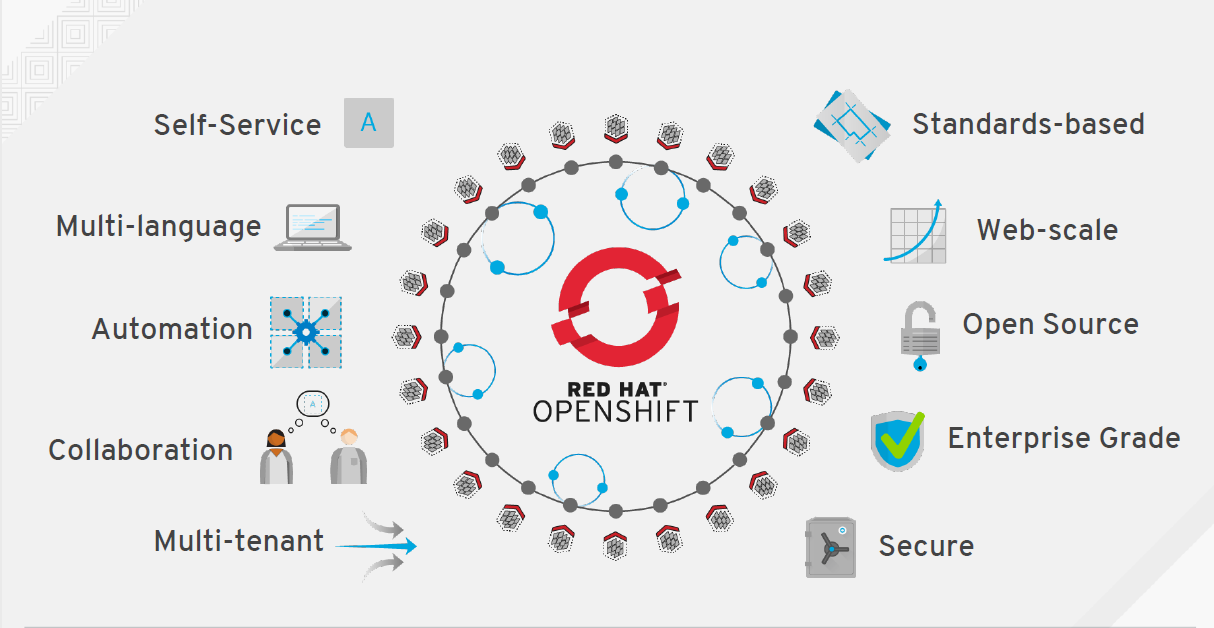 Self-Service
A
Standards-based
Multi-language
Web-scale
Automation
Open Source
RED HAT®
OPENSHIFT
A
Collaboration
Enterprise Grade
Multi-tenant
Secure